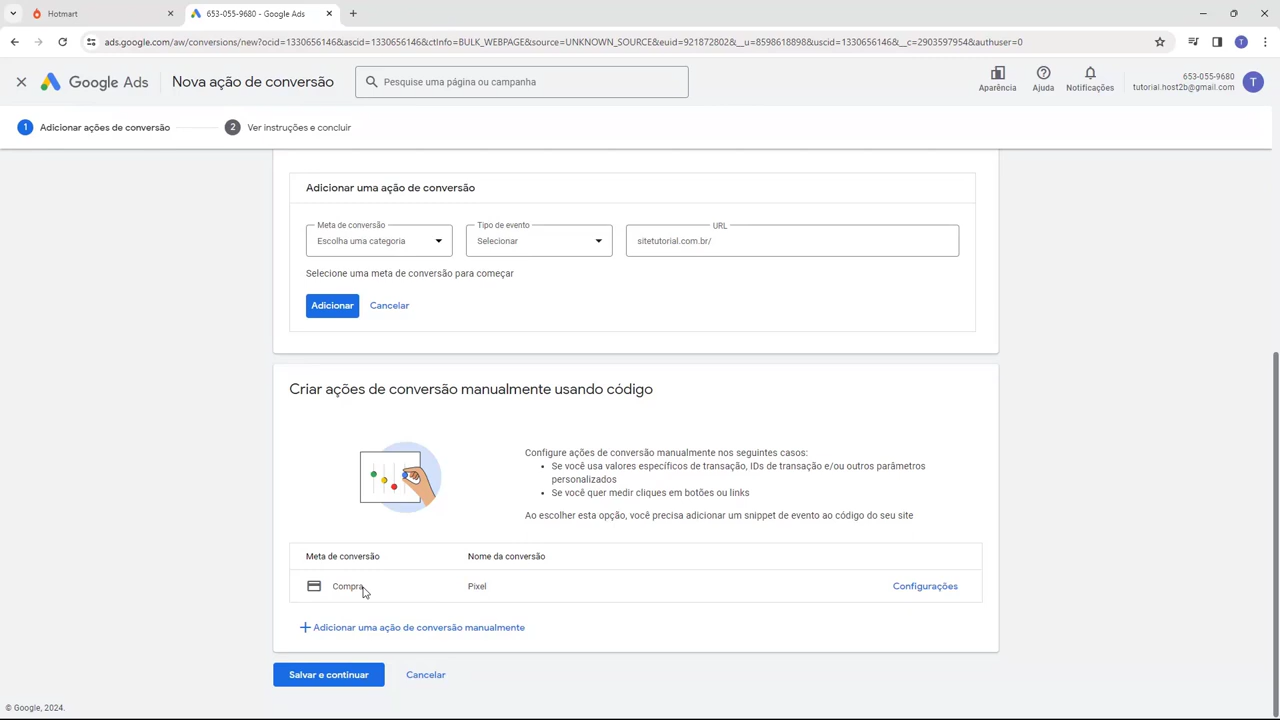 Hotmart
653-055-9680 - Google Ads
ads.google.com/aw/conversions/new?ocid=1330656146&ascid=1330656146&ctInfo=BULK_WEBPAGE&source=UNKNOWN_SOURCE&euid=921872802&__u=8598618898&uscid=1330656146&__c=2903597954&authuser=0
T
Google Ads
Nova ação de conversão
Pesquise uma página ou campanha
Aparência
Ajuda
Notificações
653-055-9680
tutorial.host2b@gmail.com
T
1 Adicionar ações de conversão
2 Ver instruções e concluir
Adicionar uma ação de conversão
Meta de conversão
Escolha uma categoria
Tipo de evento
Selecionar
URL
sitetutorial.com.br/
Selecione uma meta de conversão para começar
Adicionar
Cancelar
Criar ações de conversão manualmente usando código
Configure ações de conversão manualmente nos seguintes casos:
• Se você usa valores específicos de transação, IDs de transação e/ou outros parâmetros
personalizados
• Se você quer medir cliques em botões ou links
Ao escolher esta opção, você precisa adicionar um snippet de evento ao código do seu site
Meta de conversão
Nome da conversão
Compra
Pixel
Configurações
+ Adicionar uma ação de conversão manualmente
Salvar e continuar
Cancelar
© Google, 2024.